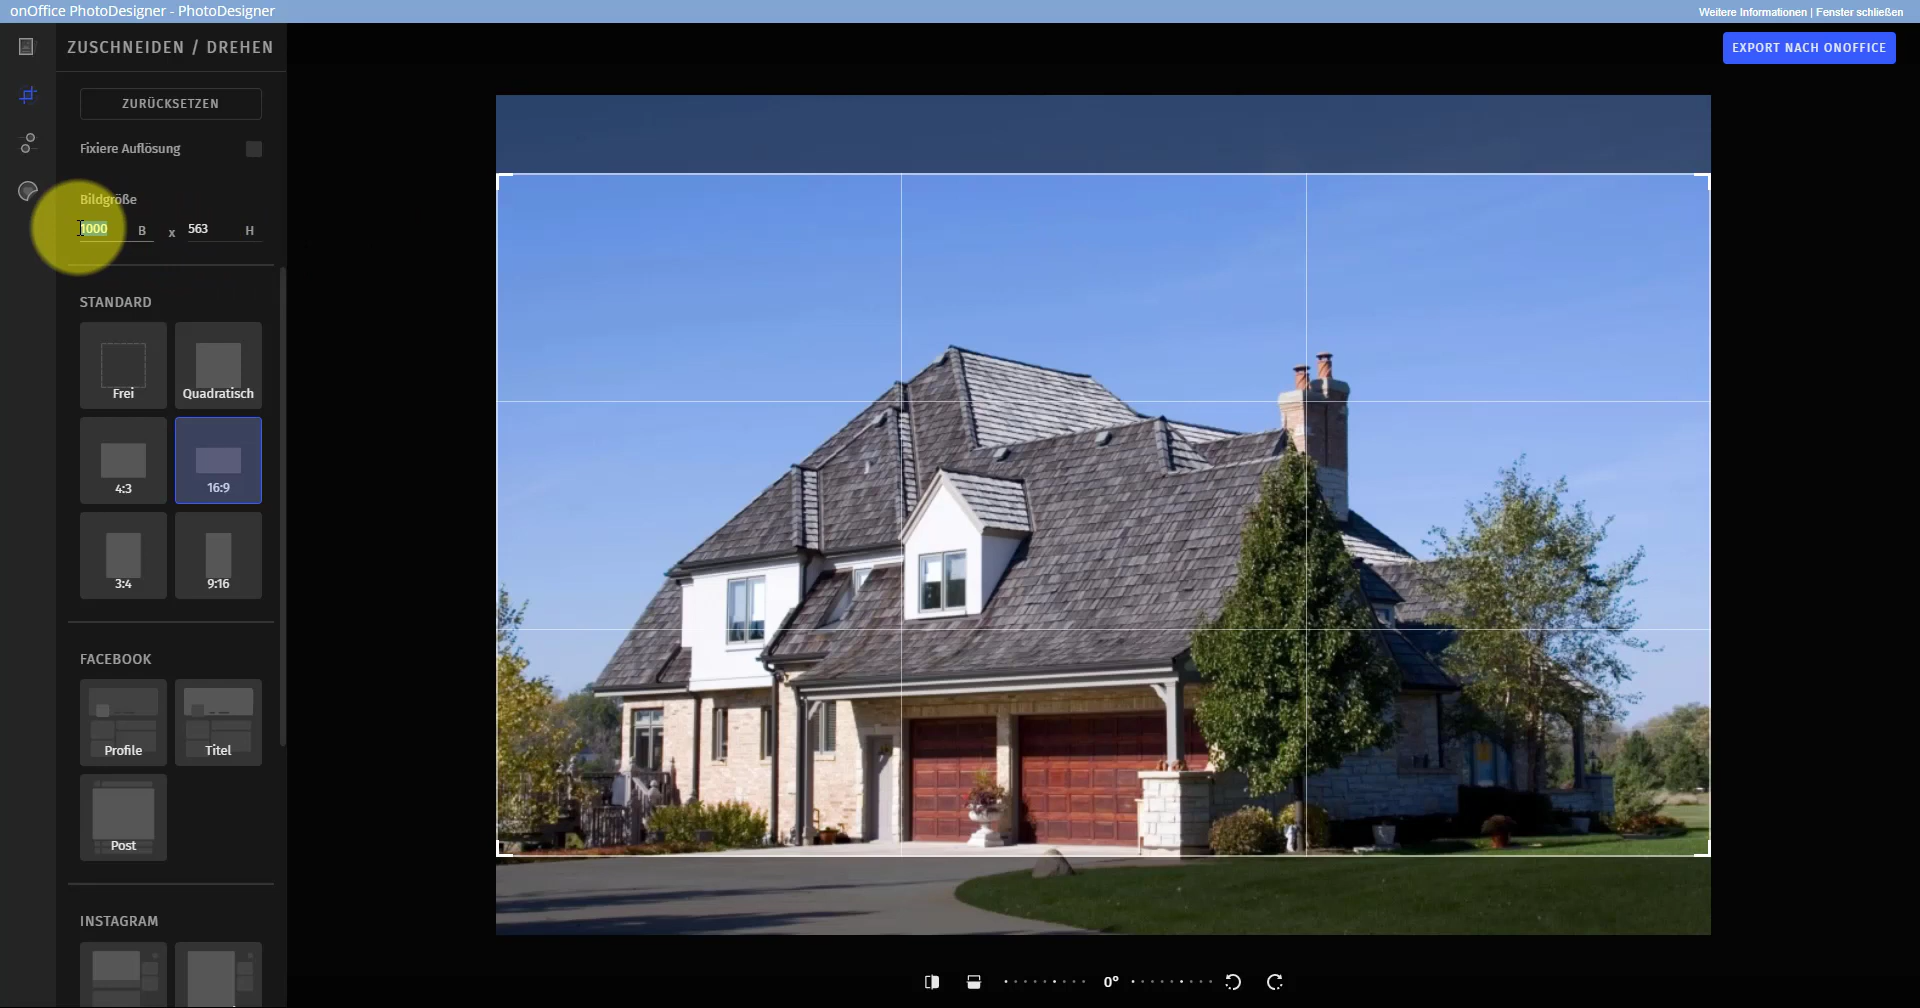 onOffice PhotoDesigner - PhotoDesigner
Weitere Informationen | Fenster schließen
ZUSCHNEIDEN / DREHEN
EXPORT NACH ONOFFICE
ZURÜCKSETZEN
Fixiere Auflösung
Bildgröße
1000 B x 563 H
STANDARD
Frei
Quadratisch
4:3
16:9
3:4
9:16
FACEBOOK
Profile
Titel
Post
INSTAGRAM
0°